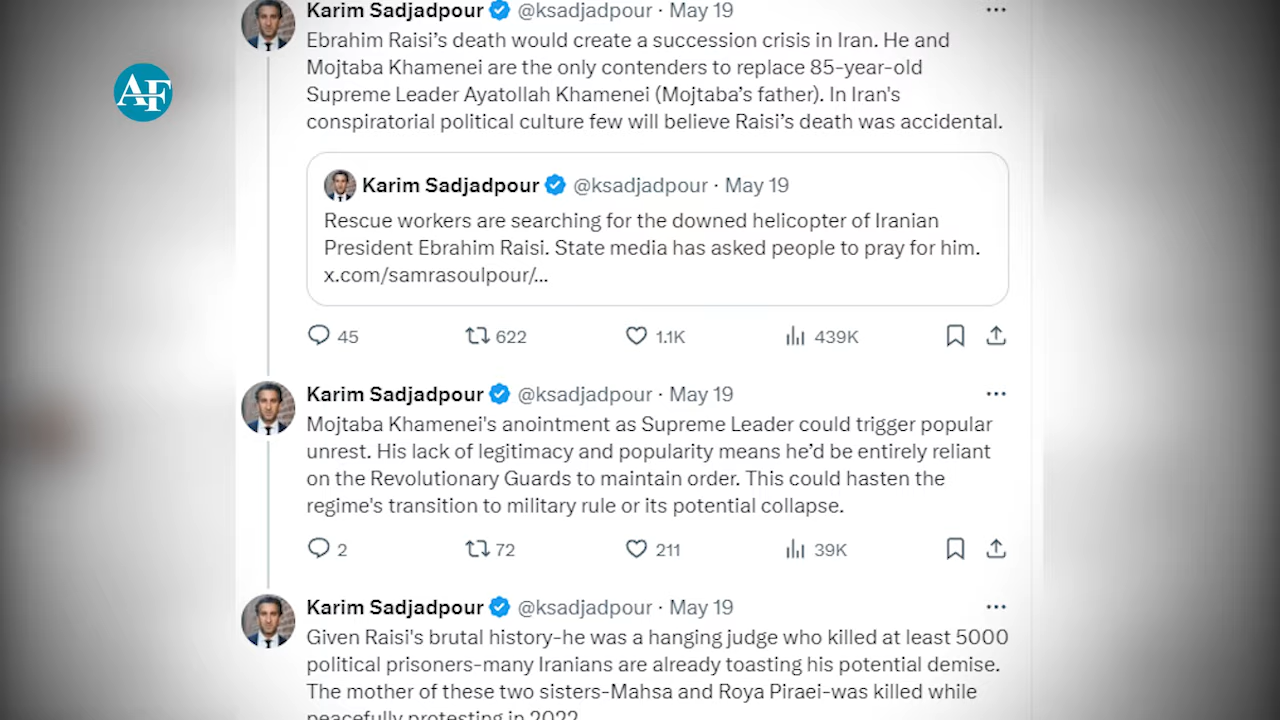 AF
Karim Sadjadpour @ksadjadpour · May 19
Ebrahim Raisi’s death would create a succession crisis in Iran. He and
Mojtaba Khamenei are the only contenders to replace 85-year-old
Supreme Leader Ayatollah Khamenei (Mojtaba’s father). In Iran's
conspiratorial political culture few will believe Raisi’s death was accidental.
Karim Sadjadpour @ksadjadpour · May 19
Rescue workers are searching for the downed helicopter of Iranian
President Ebrahim Raisi. State media has asked people to pray for him.
x.com/samrasoulpour/...
45 622 1.1K 439K
Karim Sadjadpour @ksadjadpour · May 19
Mojtaba Khamenei's anointment as Supreme Leader could trigger popular
unrest. His lack of legitimacy and popularity means he’d be entirely reliant
on the Revolutionary Guards to maintain order. This could hasten the
regime's transition to military rule or its potential collapse.
2 72 211 39K
Karim Sadjadpour @ksadjadpour · May 19
Given Raisi's brutal history–he was a hanging judge who killed at least 5000
political prisoners–many Iranians are already toasting his potential demise.
The mother of these two sisters–Mahsa and Roya Piraei–was killed while
peacefully protesting in 2022